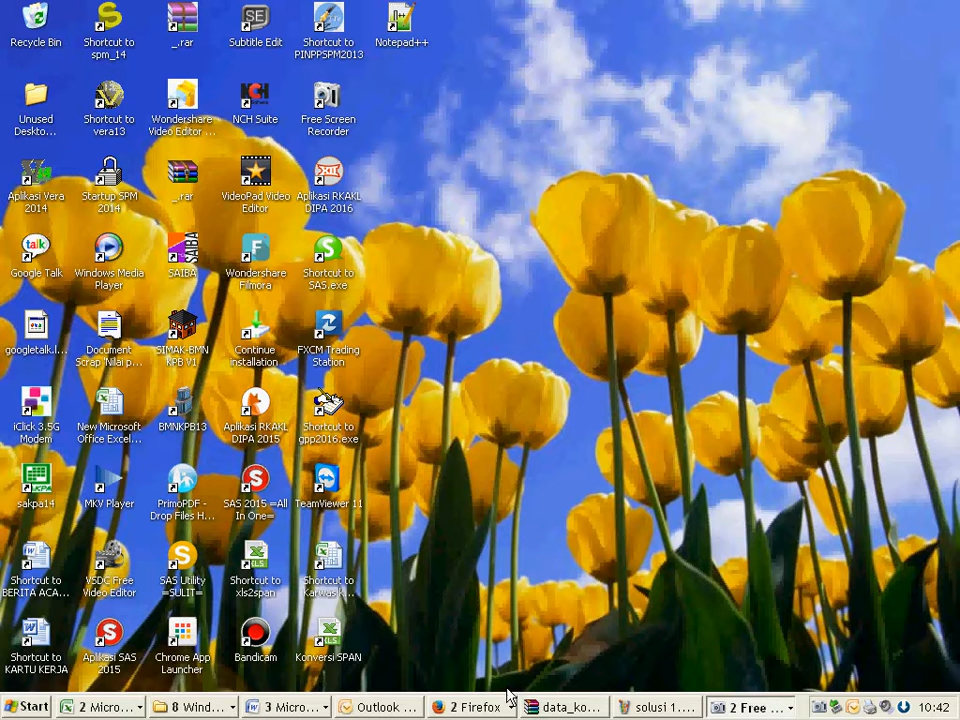 Recycle Bin
Shortcut to
spm_14
_.rar
Subtitle Edit
Shortcut to
PINPPSPM2013
Notepad++
Unused
Deskto...
Shortcut to
vera13
Wondershare
Video Editor ...
NCH Suite
Free Screen
Recorder
Aplikasi Vera
2014
Startup SPM
2014
_.rar
VideoPad Video
Editor
Aplikasi RKAKL
DIPA 2016
Google Talk
Windows Media
Player
SAIBA
Wondershare
Filmora
Shortcut to
SAS.exe
googletalk.l...
Document
Scrap 'Nilai p...
SIMAK-BMN
KPB V1
Continue
installation
FXCM Trading
Station
iClick 3.5G
Modem
New Microsoft
Office Excel...
BMNKPB13
Aplikasi RKAKL
DIPA 2015
Shortcut to
gpp2016.exe
sakpa14
MKV Player
PrimoPDF -
Drop Files H...
SAS 2015 =All
In One=
TeamViewer 11
Shortcut to
BERITA ACA...
VSDC Free
Video Editor
SAS Utility
=SULIT=
Shortcut to
xls2span
Shortcut to
Karwas k...
Shortcut to
KARTU KERJA
Aplikasi SAS
2015
Chrome App
Launcher
Bandicam
Konversi SPAN
Start
2 Micro...
8 Wind...
3 Micro...
Outlook ...
2 Firefox
data_ko...
solusi 1....
2 Free ...
10:42